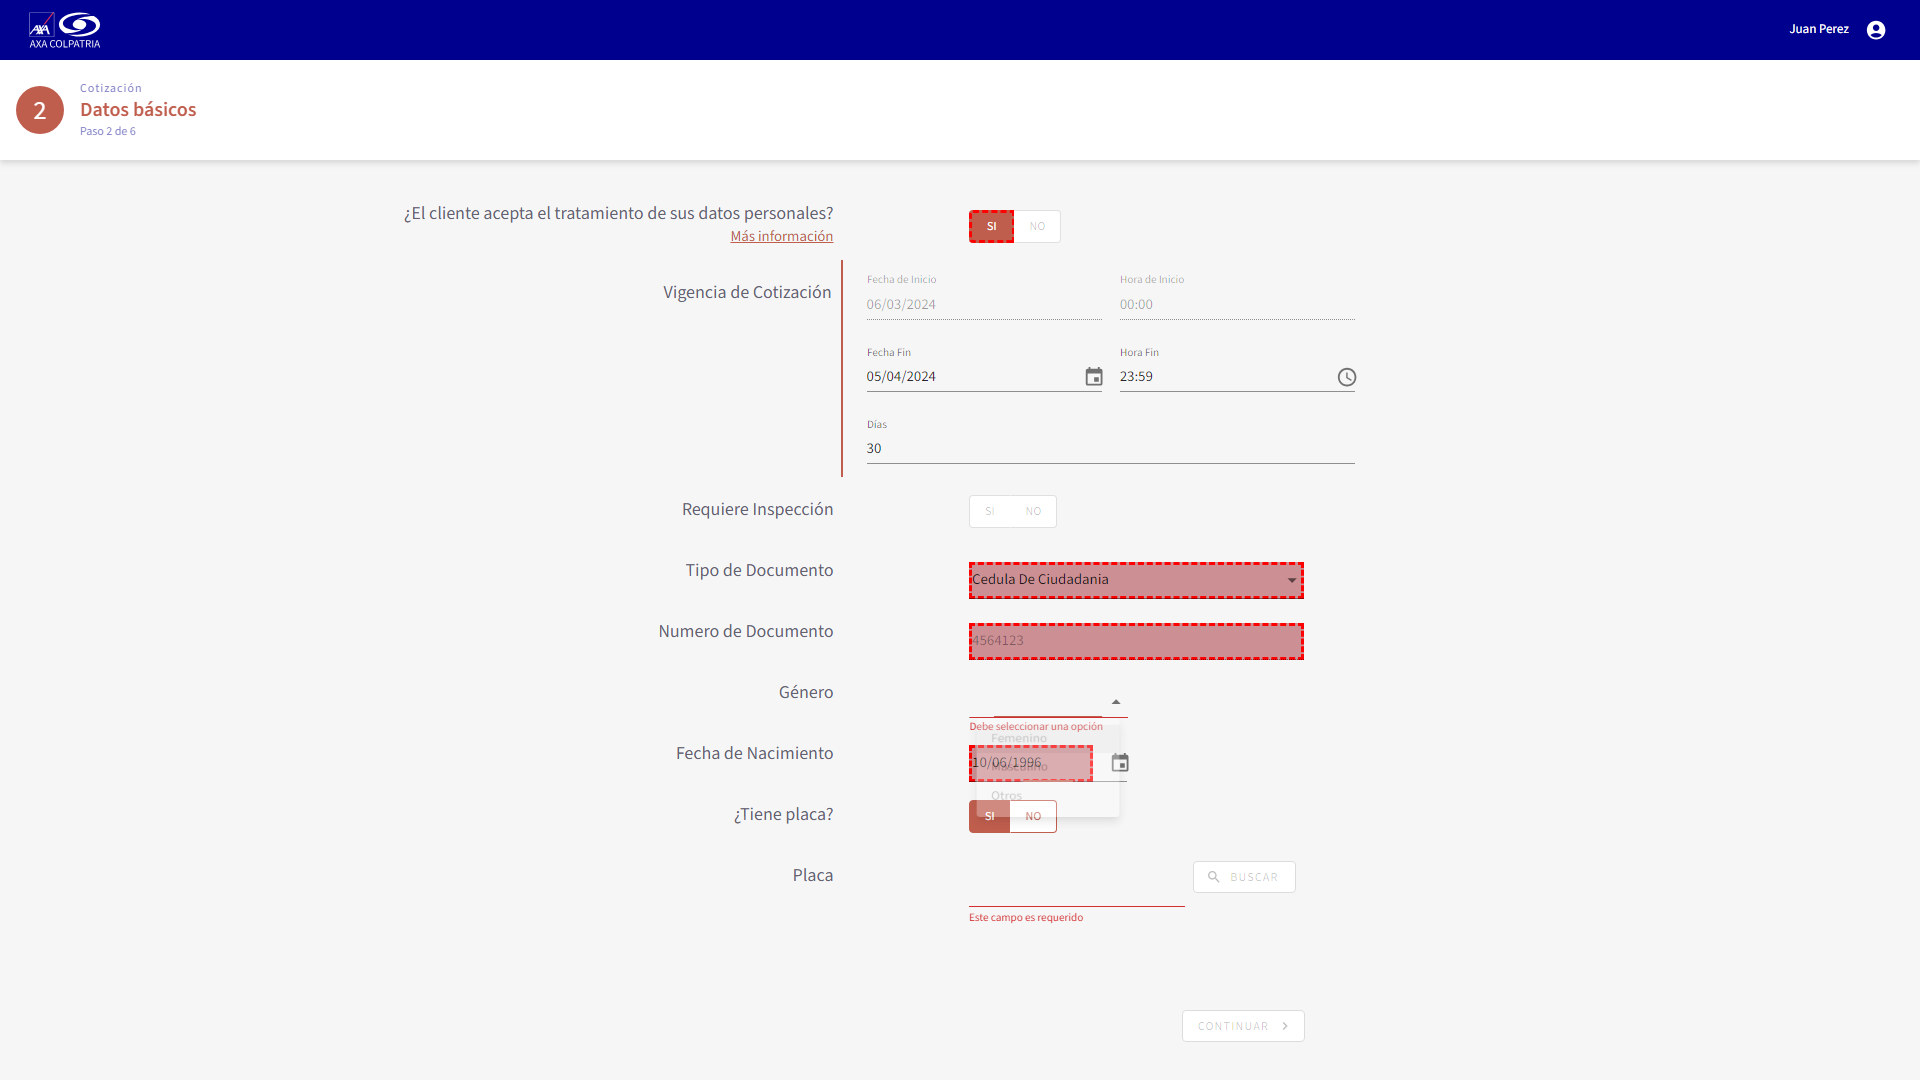 AXA
AXA COLPATRIA
Juan Perez
2
Cotización
Datos básicos
Paso 2 de 6
¿El cliente acepta el tratamiento de sus datos personales?
Más información
SI NO
Vigencia de Cotización
Fecha de Inicio
06/03/2024
Hora de Inicio
00:00
Fecha Fin
05/04/2024
Hora Fin
23:59
Días
30
Requiere Inspección
SI NO
Tipo de Documento
Cedula De Ciudadania
Numero de Documento
4564123
Género
Debe seleccionar una opción
Femenino
Fecha de Nacimiento
10/06/1996
Masculino
Otros
¿Tiene placa?
SI NO
Placa
BUSCAR
Este campo es requerido
CONTINUAR